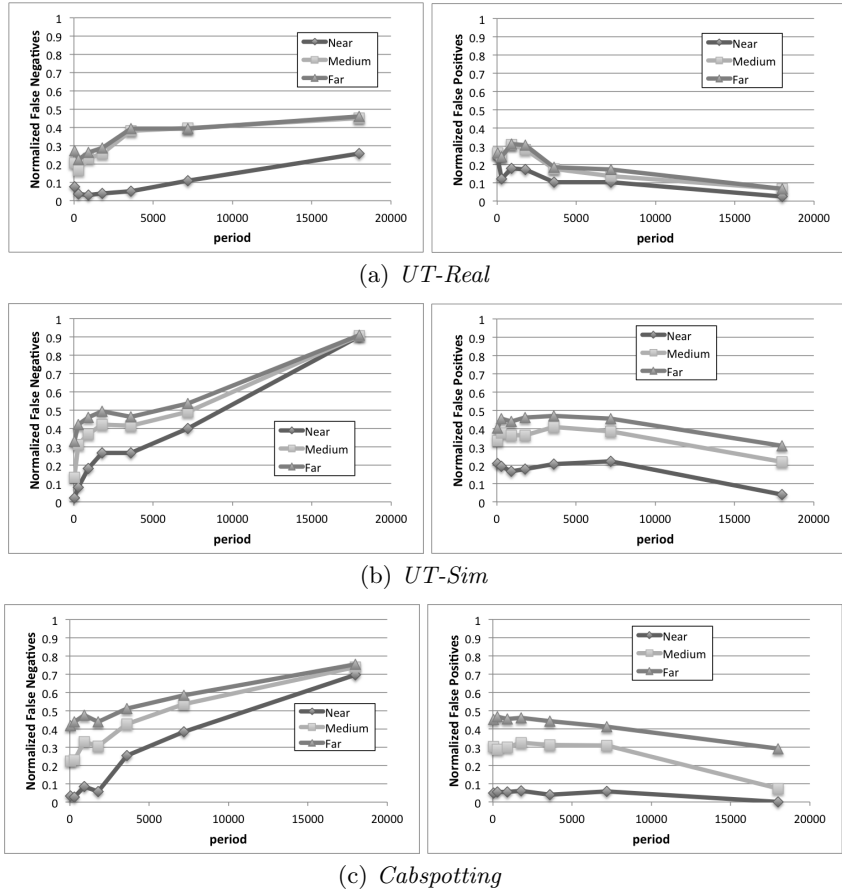 1
0.9
0.8
0.7
0.6
0.5
0.4
0.3
0.2
0.1
0
Normalized False Negatives
Near
Medium
Far
0 5000 10000 15000 20000
period
1
0.9
0.8
0.7
0.6
0.5
0.4
0.3
0.2
0.1
0
Normalized False Positives
Near
Medium
Far
0 5000 10000 15000 20000
period
(a) UT-Real
1
0.9
0.8
0.7
0.6
0.5
0.4
0.3
0.2
0.1
0
Normalized False Negatives
Near
Medium
Far
0 5000 10000 15000 20000
period
1
0.9
0.8
0.7
0.6
0.5
0.4
0.3
0.2
0.1
0
Normalized False Positives
Near
Medium
Far
0 5000 10000 15000 20000
period
(b) UT-Sim
1
0.9
0.8
0.7
0.6
0.5
0.4
0.3
0.2
0.1
0
Normalized False Negatives
Near
Medium
Far
0 5000 10000 15000 20000
period
1
0.9
0.8
0.7
0.6
0.5
0.4
0.3
0.2
0.1
0
Normalized False Positives
Near
Medium
Far
0 5000 10000 15000 20000
period
(c) Cabspotting